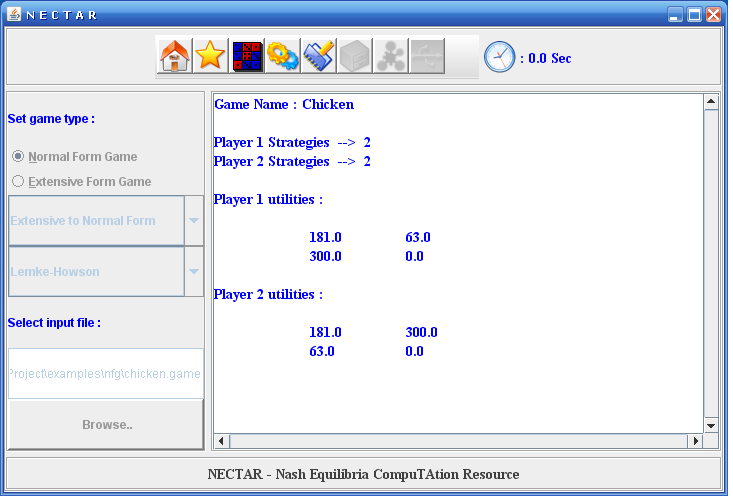 N E C T A R
: 0.0 Sec
Set game type :
Normal Form Game
Extensive Form Game
Extensive to Normal Form
Lemke-Howson
Select input file :
Project\examples\nfg\chicken.game
Browse..
Game Name : Chicken
Player 1 Strategies --> 2
Player 2 Strategies --> 2
Player 1 utilities :
181.0 63.0
300.0 0.0
Player 2 utilities :
181.0 300.0
63.0 0.0
NECTAR - Nash Equilibria CompuTAtion Resource